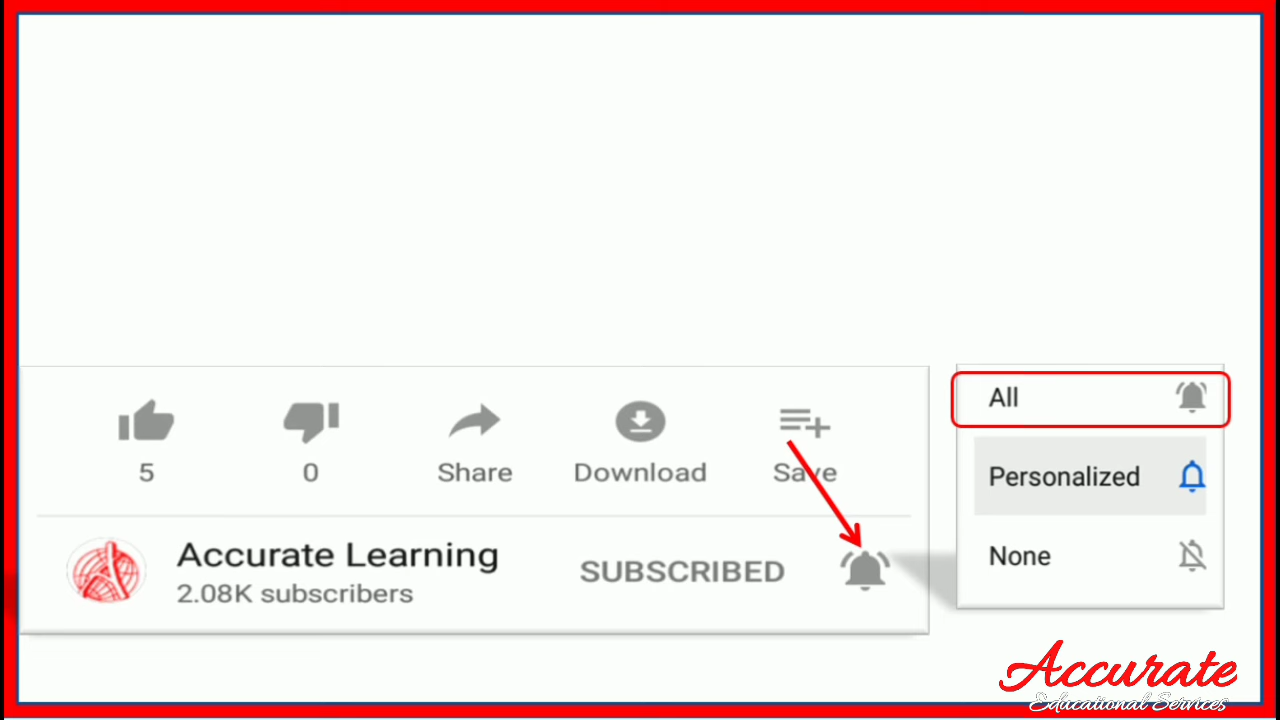 5 0 Share Download Save
Accurate Learning
2.08K subscribers
SUBSCRIBED
All
Personalized
None
Accurate
Educational Services